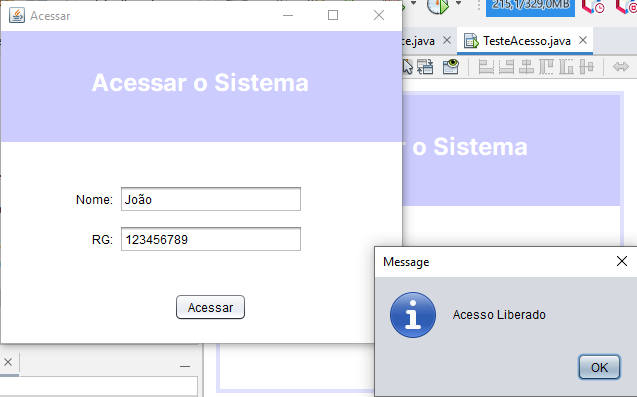 Acessar
215,1/329,0MB
ce.java
TesteAcesso.java
Acessar o Sistema
r o Sistema
Nome:
João
RG:
123456789
Acessar
Message
Acesso Liberado
OK